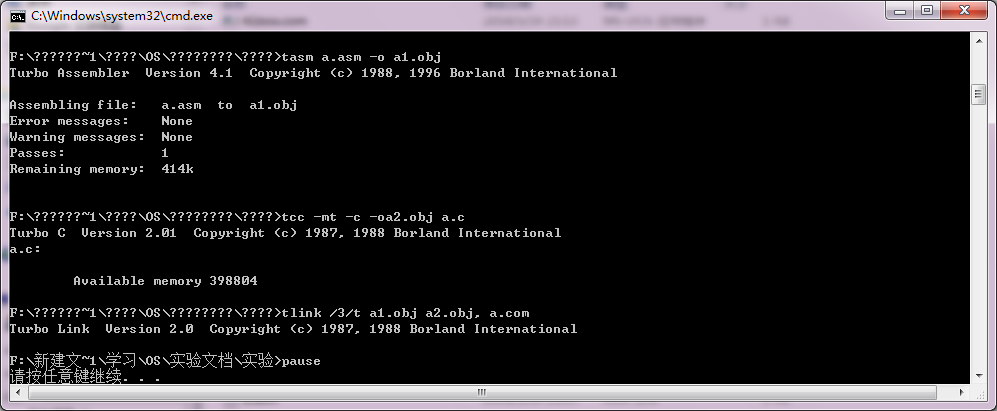 C:\Windows\system32\cmd.exe
F:\??????~1\????\OS\????????\????>tasm a.asm -o a1.obj
Turbo Assembler  Version 4.1  Copyright (c) 1988, 1996 Borland International
Assembling file:   a.asm  to  a1.obj
Error messages:    None
Warning messages:  None
Passes:            1
Remaining memory:  414k
F:\??????~1\????\OS\????????\????>tcc -mt -c -oa2.obj a.c
Turbo C  Version 2.01  Copyright (c) 1987, 1988 Borland International
a.c:
Available memory 398804
F:\??????~1\????\OS\????????\????>tlink /3/t a1.obj a2.obj, a.com
Turbo Link  Version 2.0  Copyright (c) 1987, 1988 Borland International
F:\新建文~1\学习\OS\实验文档\实验>pause
请按任意键继续. . .